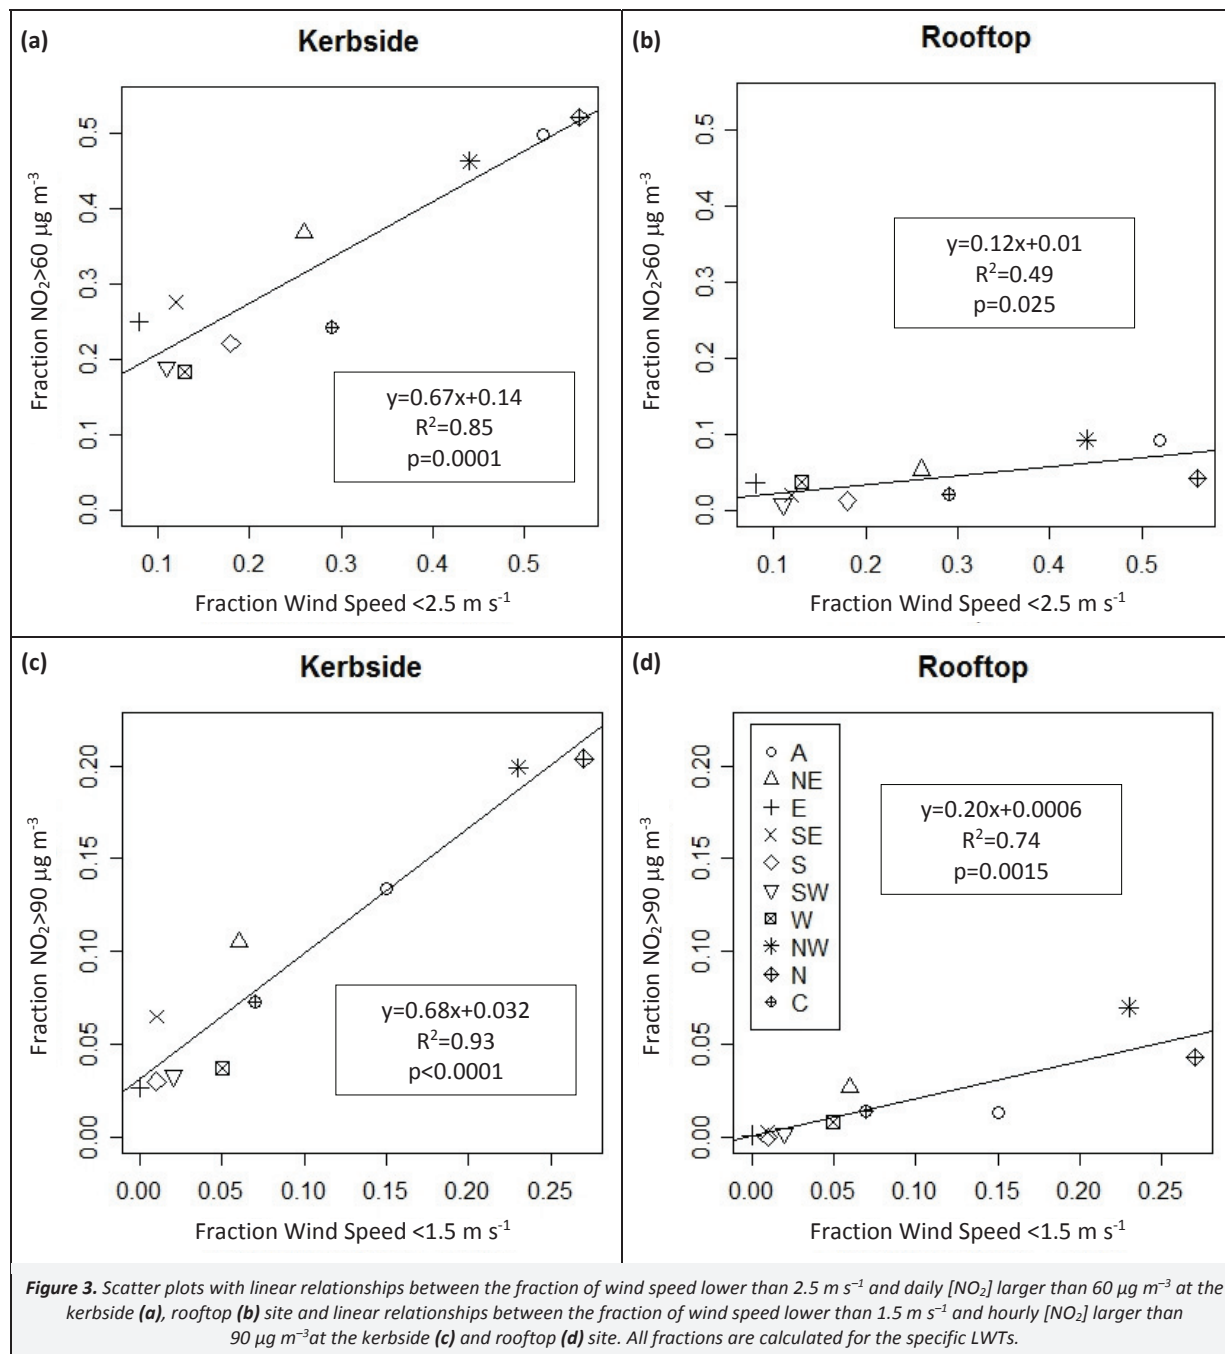 (a)
Kerbside
Fraction NO₂>60 µg m⁻³
0.5
0.4
0.3
0.2
0.1
0.0
y=0.67x+0.14
R²=0.85
p=0.0001
0.1 0.2 0.3 0.4 0.5
Fraction Wind Speed <2.5 m s⁻¹
(b)
Rooftop
Fraction NO₂>60 µg m⁻³
0.5
0.4
0.3
0.2
0.1
0.0
y=0.12x+0.01
R²=0.49
p=0.025
0.1 0.2 0.3 0.4 0.5
Fraction Wind Speed <2.5 m s⁻¹
(c)
Kerbside
Fraction NO₂>90 µg m⁻³
0.20
0.15
0.10
0.05
0.00
y=0.68x+0.032
R²=0.93
p<0.0001
0.00 0.05 0.10 0.15 0.20 0.25
Fraction Wind Speed <1.5 m s⁻¹
(d)
Rooftop
Fraction NO₂>90 µg m⁻³
0.20
0.15
0.10
0.05
0.00
A
NE
E
SE
S
SW
W
NW
N
C
y=0.20x+0.0006
R²=0.74
p=0.0015
0.00 0.05 0.10 0.15 0.20 0.25
Fraction Wind Speed <1.5 m s⁻¹
Figure 3. Scatter plots with linear relationships between the fraction of wind speed lower than 2.5 m s⁻¹ and daily [NO₂] larger than 60 µg m⁻³ at the
kerbside (a), rooftop (b) site and linear relationships between the fraction of wind speed lower than 1.5 m s⁻¹ and hourly [NO₂] larger than
90 µg m⁻³at the kerbside (c) and rooftop (d) site. All fractions are calculated for the specific LWTs.